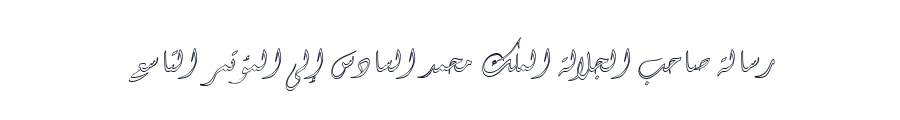 رسالة صاحب الجلالة الملك محمد السادس إلى المؤتمر التاسع